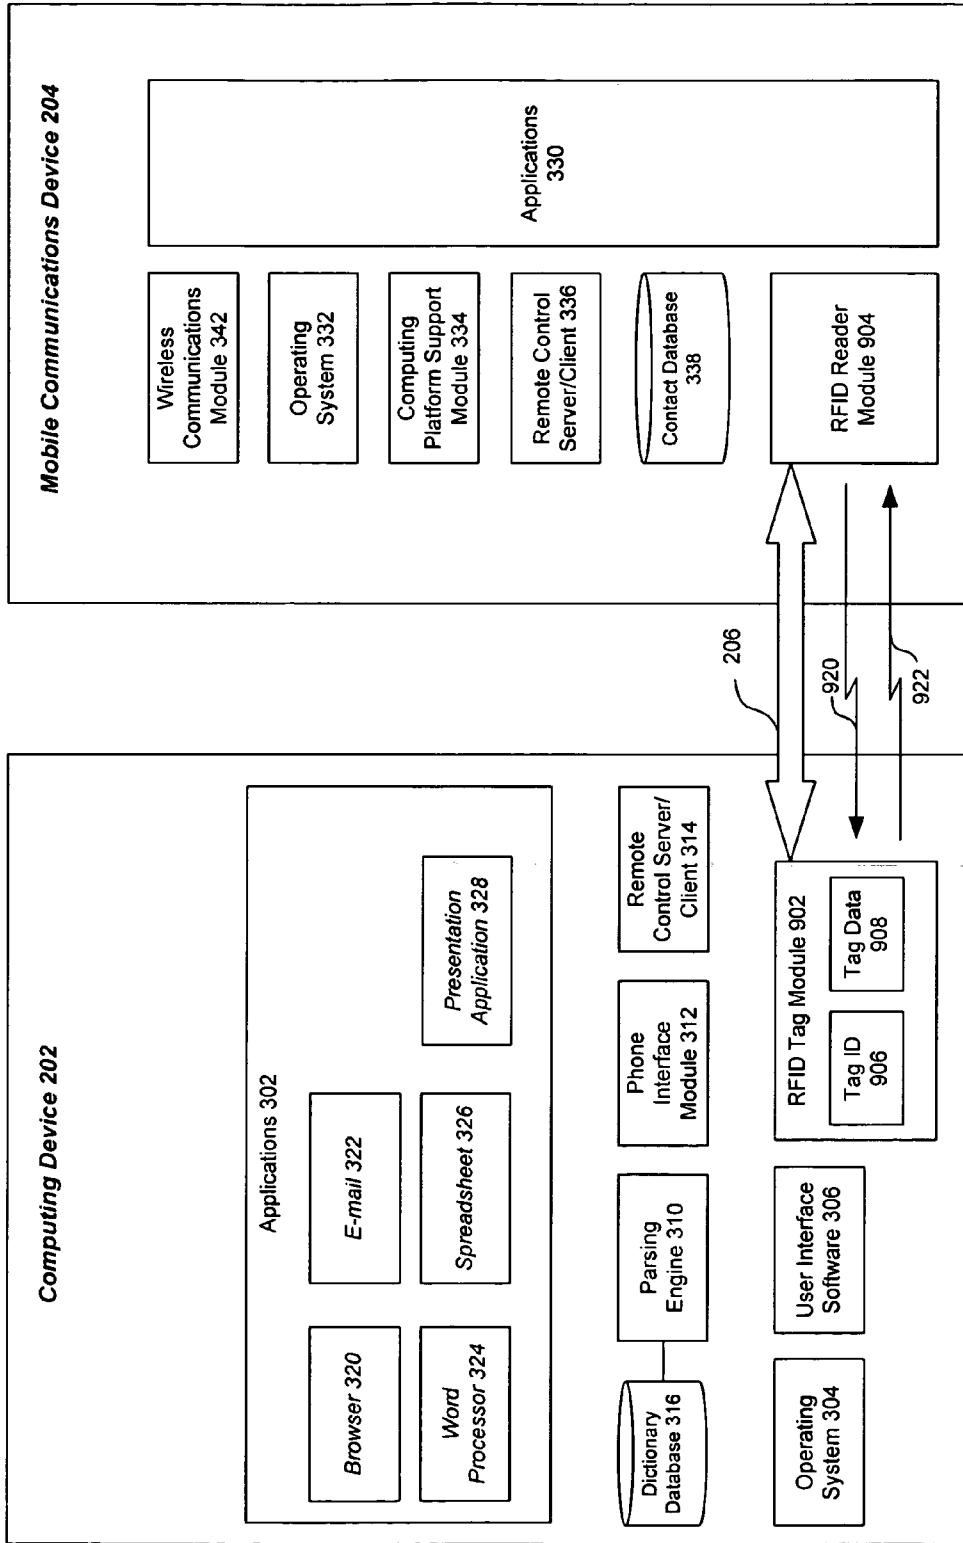 Computing Device 202
Applications 302
Browser 320
E-mail 322
Word
Processor 324
Spreadsheet 326
Presentation
Application 328
Dictionary
Database 316
Parsing
Engine 310
Phone
Interface
Module 312
Remote
Control Server/
Client 314
Operating
System 304
User Interface
Software 306
RFID Tag Module 902
Tag ID
906
Tag Data
908
206
920
922
Mobile Communications Device 204
Wireless
Communications
Module 342
Operating
System 332
Computing
Platform Support
Module 334
Remote Control
Server/Client 336
Contact Database
338
RFID Reader
Module 904
Applications
330